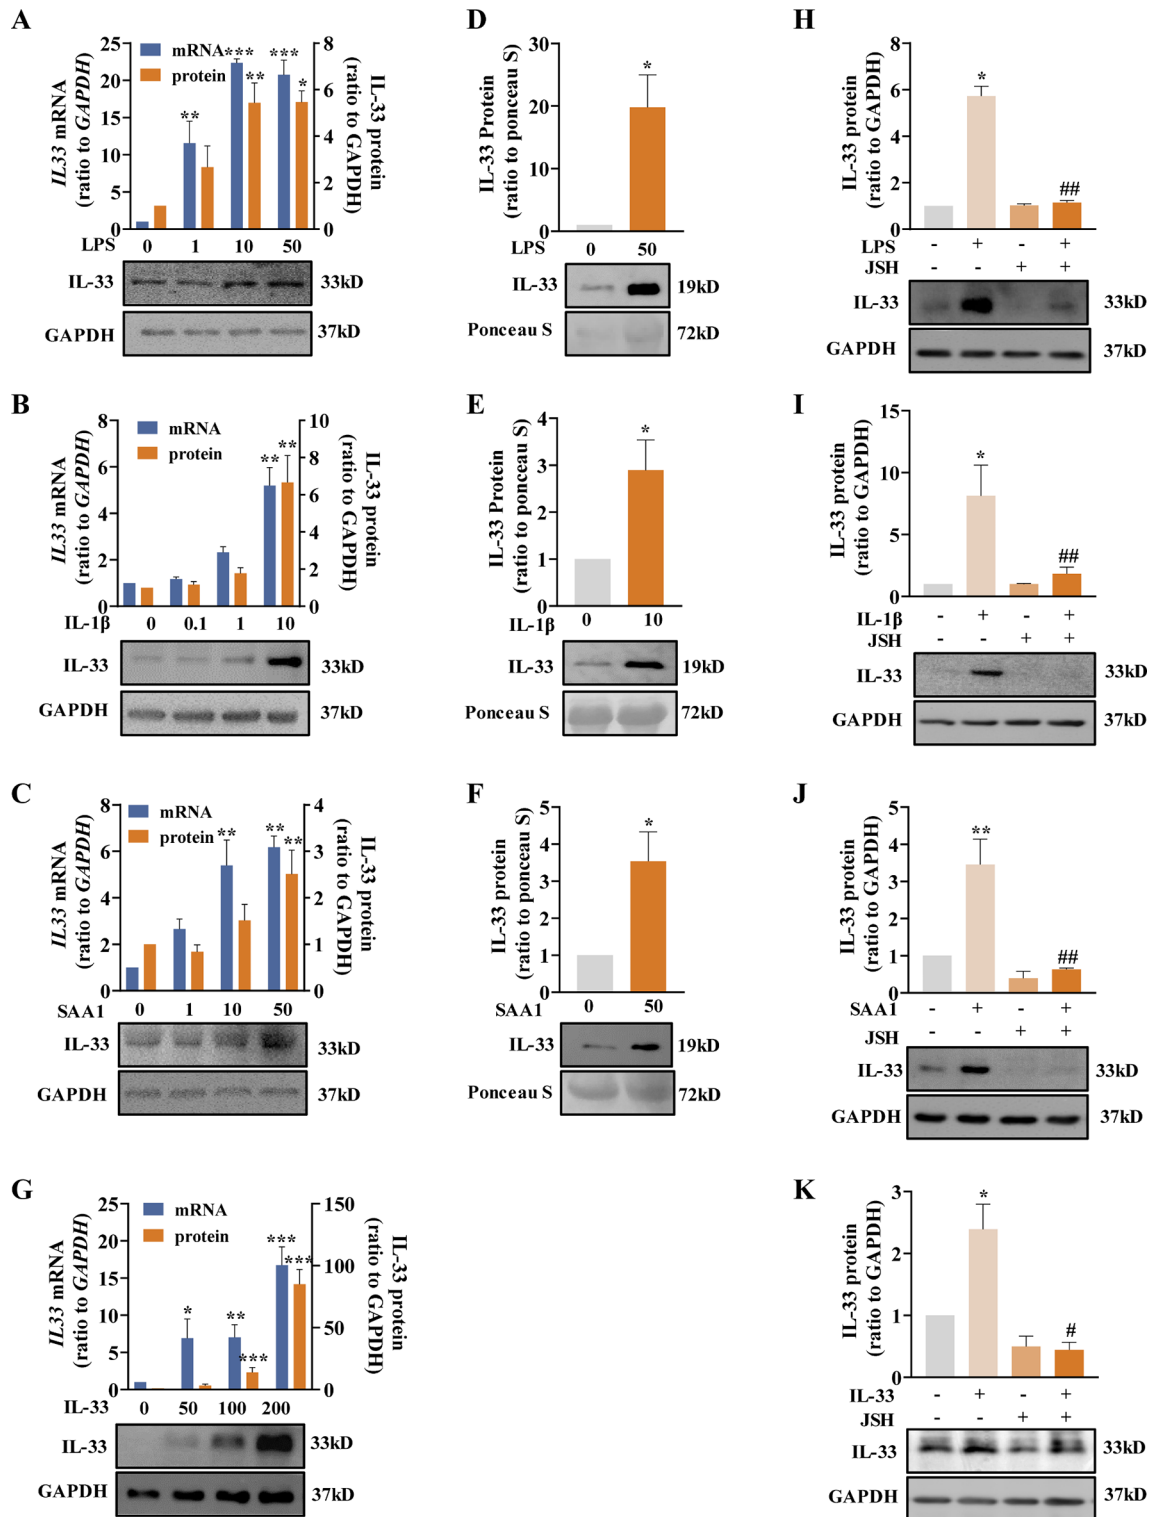 A
mRNA
protein
IL33 mRNA
(ratio to GAPDH)
25
20
15
10
5
0
** *** ** *** *
8
6
4
2
0
IL-33 protein
(ratio to GAPDH)
LPS 0 1 10 50
IL-33 33kD
GAPDH 37kD
D
IL-33 Protein
(ratio to ponceau S)
30
20
10
0
*
LPS 0 50
IL-33 19kD
Ponceau S 72kD
H
IL-33 protein
(ratio to GAPDH)
8
6
4
2
0
* ##
LPS - + - +
JSH - - + +
IL-33 33kD
GAPDH 37kD
B
mRNA
protein
IL33 mRNA
(ratio to GAPDH)
8
6
4
2
0
** **
10
8
6
4
2
0
IL-33 protein
(ratio to GAPDH)
IL-1β 0 0.1 1 10
IL-33 33kD
GAPDH 37kD
E
IL-33 Protein
(ratio to ponceau S)
4
3
2
1
0
*
IL-1β 0 10
IL-33 19kD
Ponceau S 72kD
I
IL-33 protein
(ratio to GAPDH)
15
10
5
0
* ##
IL-1β - + - +
JSH - - + +
IL-33 33kD
GAPDH 37kD
C
mRNA
protein
IL33 mRNA
(ratio to GAPDH)
8
6
4
2
0
** ** **
4
3
2
1
0
IL-33 protein
(ratio to GAPDH)
SAA1 0 1 10 50
IL-33 33kD
GAPDH 37kD
F
IL-33 protein
(ratio to ponceau S)
5
4
3
2
1
0
*
SAA1 0 50
IL-33 19kD
Ponceau S 72kD
J
IL-33 protein
(ratio to GAPDH)
5
4
3
2
1
0
** ##
SAA1 - + - +
JSH - - + +
IL-33 33kD
GAPDH 37kD
G
mRNA
protein
IL33 mRNA
(ratio to GAPDH)
25
20
15
10
5
0
* ** *** *** ***
150
100
50
0
IL-33 protein
(ratio to GAPDH)
IL-33 0 50 100 200
IL-33 33kD
GAPDH 37kD
K
IL-33 protein
(ratio to GAPDH)
3
2
1
0
* #
IL-33 - + - +
JSH - - + +
IL-33 33kD
GAPDH 37kD